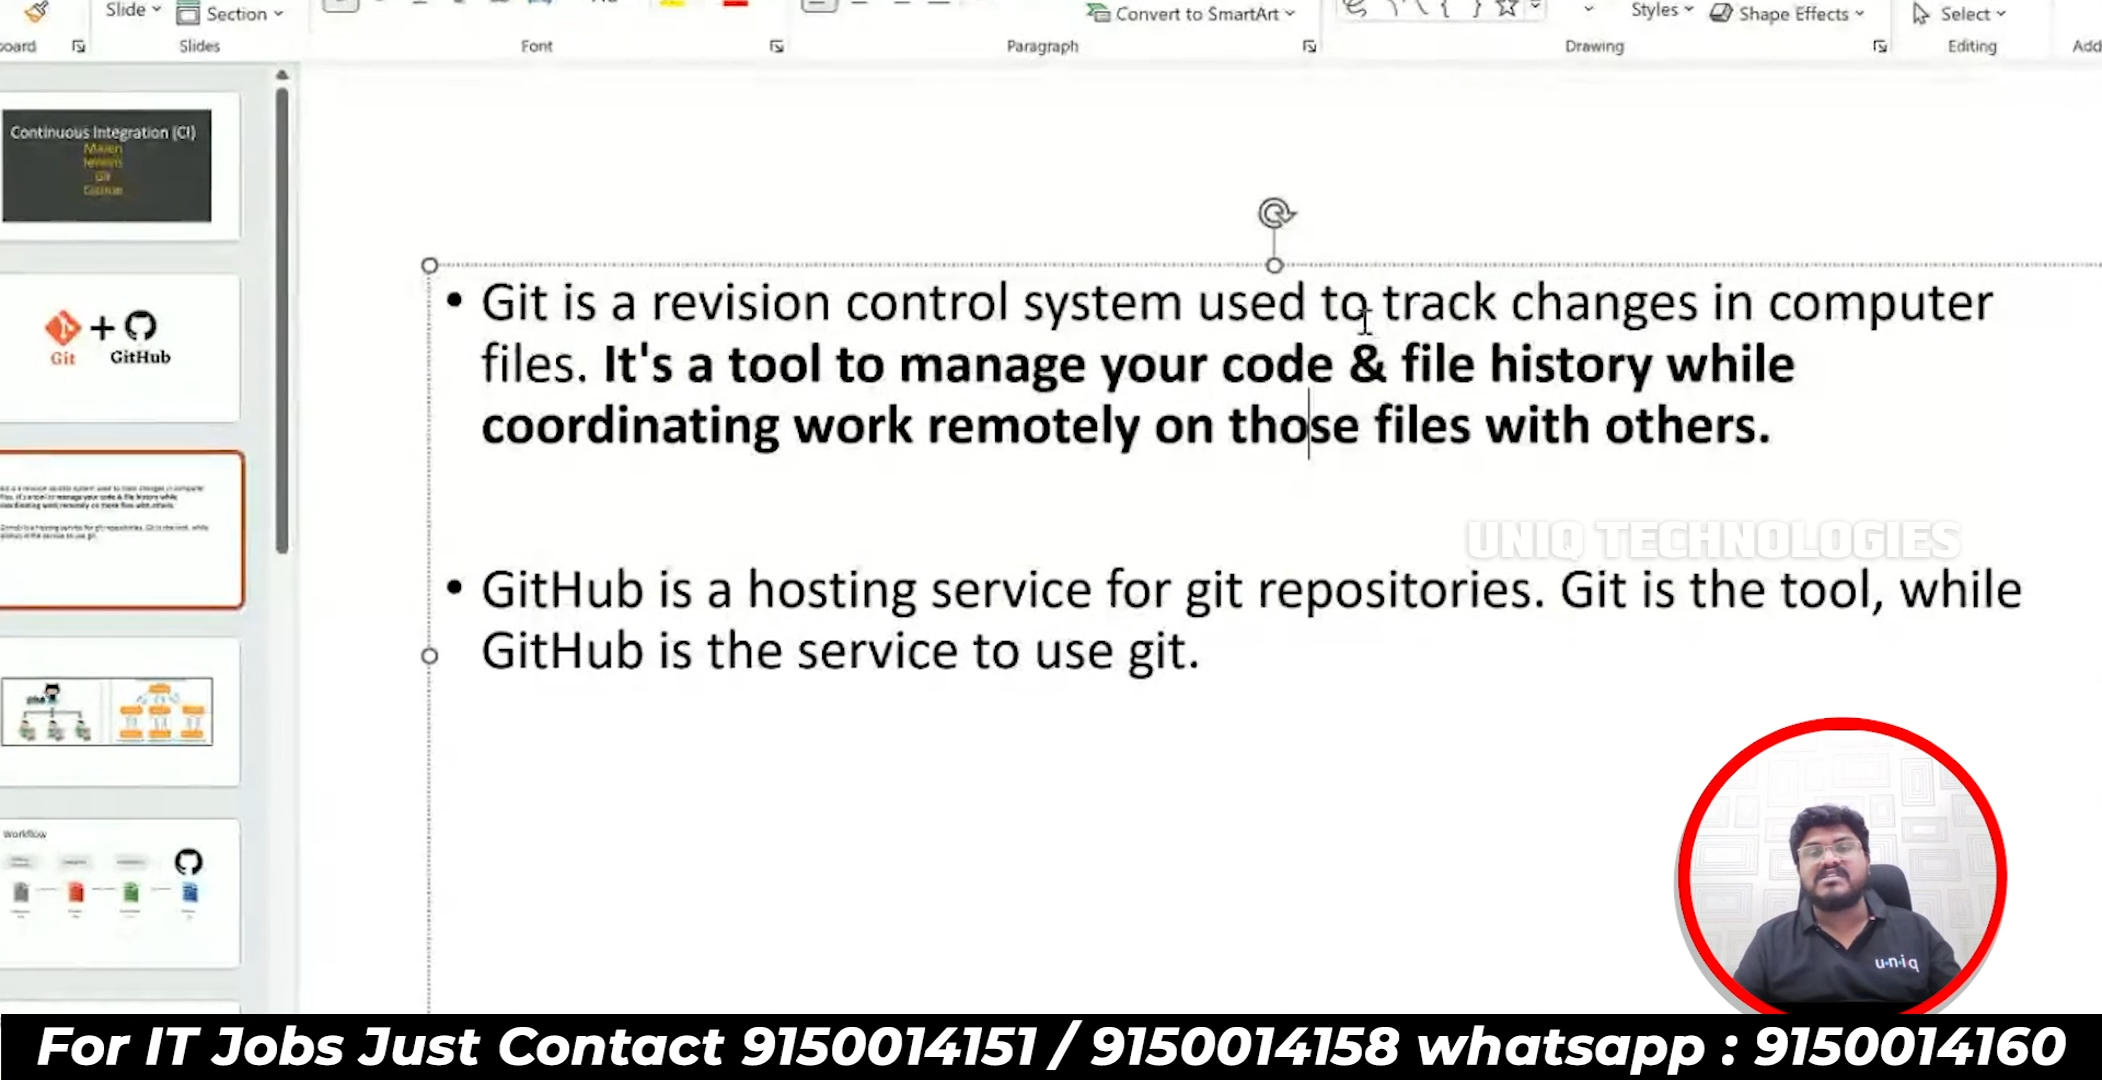 Slide
Section
Convert to SmartArt
Styles
Shape Effects
Select
Slides
Font
Paragraph
Drawing
Editing
Continuous Integration (CI)
Maven
Jenkins
Git
GitHub
Git + GitHub
Workflow
• Git is a revision control system used to track changes in computer
files. It's a tool to manage your code & file history while
coordinating work remotely on those files with others.
UNIQ TECHNOLOGIES
• GitHub is a hosting service for git repositories. Git is the tool, while
GitHub is the service to use git.
u·n·i·q
For IT Jobs Just Contact 9150014151 / 9150014158 whatsapp : 9150014160